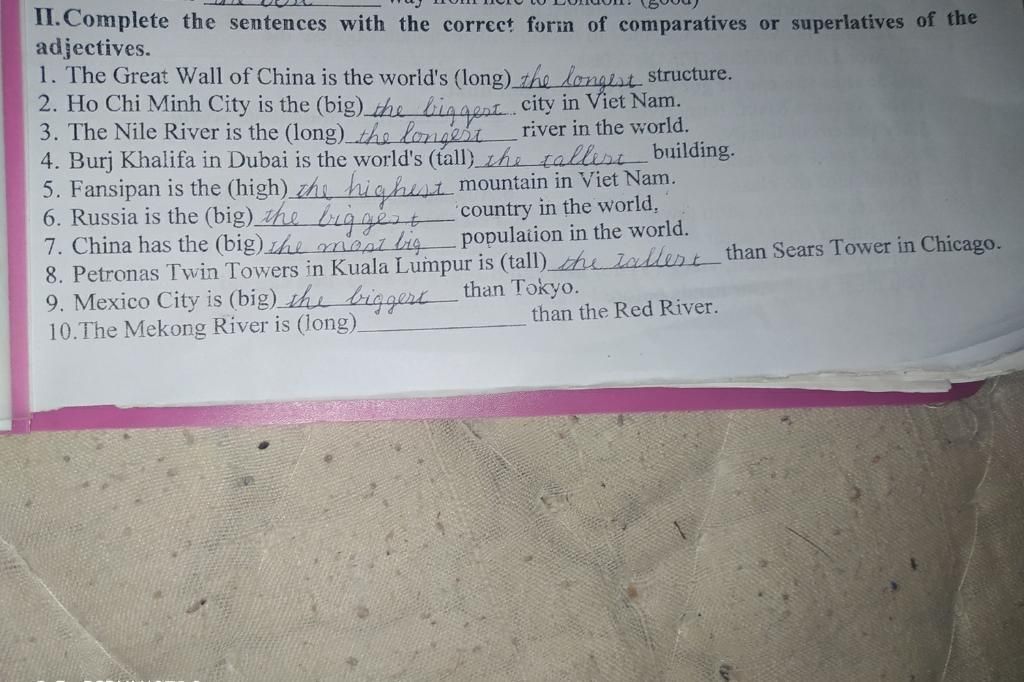 way from here to London? (good)
II.Complete the sentences with the correct form of comparatives or superlatives of the
adjectives.
1. The Great Wall of China is the world's (long) the longest structure.
2. Ho Chi Minh City is the (big) the biggest city in Viet Nam.
3. The Nile River is the (long) the longest river in the world.
4. Burj Khalifa in Dubai is the world's (tall) the tallest building.
5. Fansipan is the (high) the highest mountain in Viet Nam.
6. Russia is the (big) the biggest country in the world.
7. China has the (big) the most big population in the world.
8. Petronas Twin Towers in Kuala Lumpur is (tall) the tallest than Sears Tower in Chicago.
9. Mexico City is (big) the biggest than Tokyo.
10.The Mekong River is (long) than the Red River.